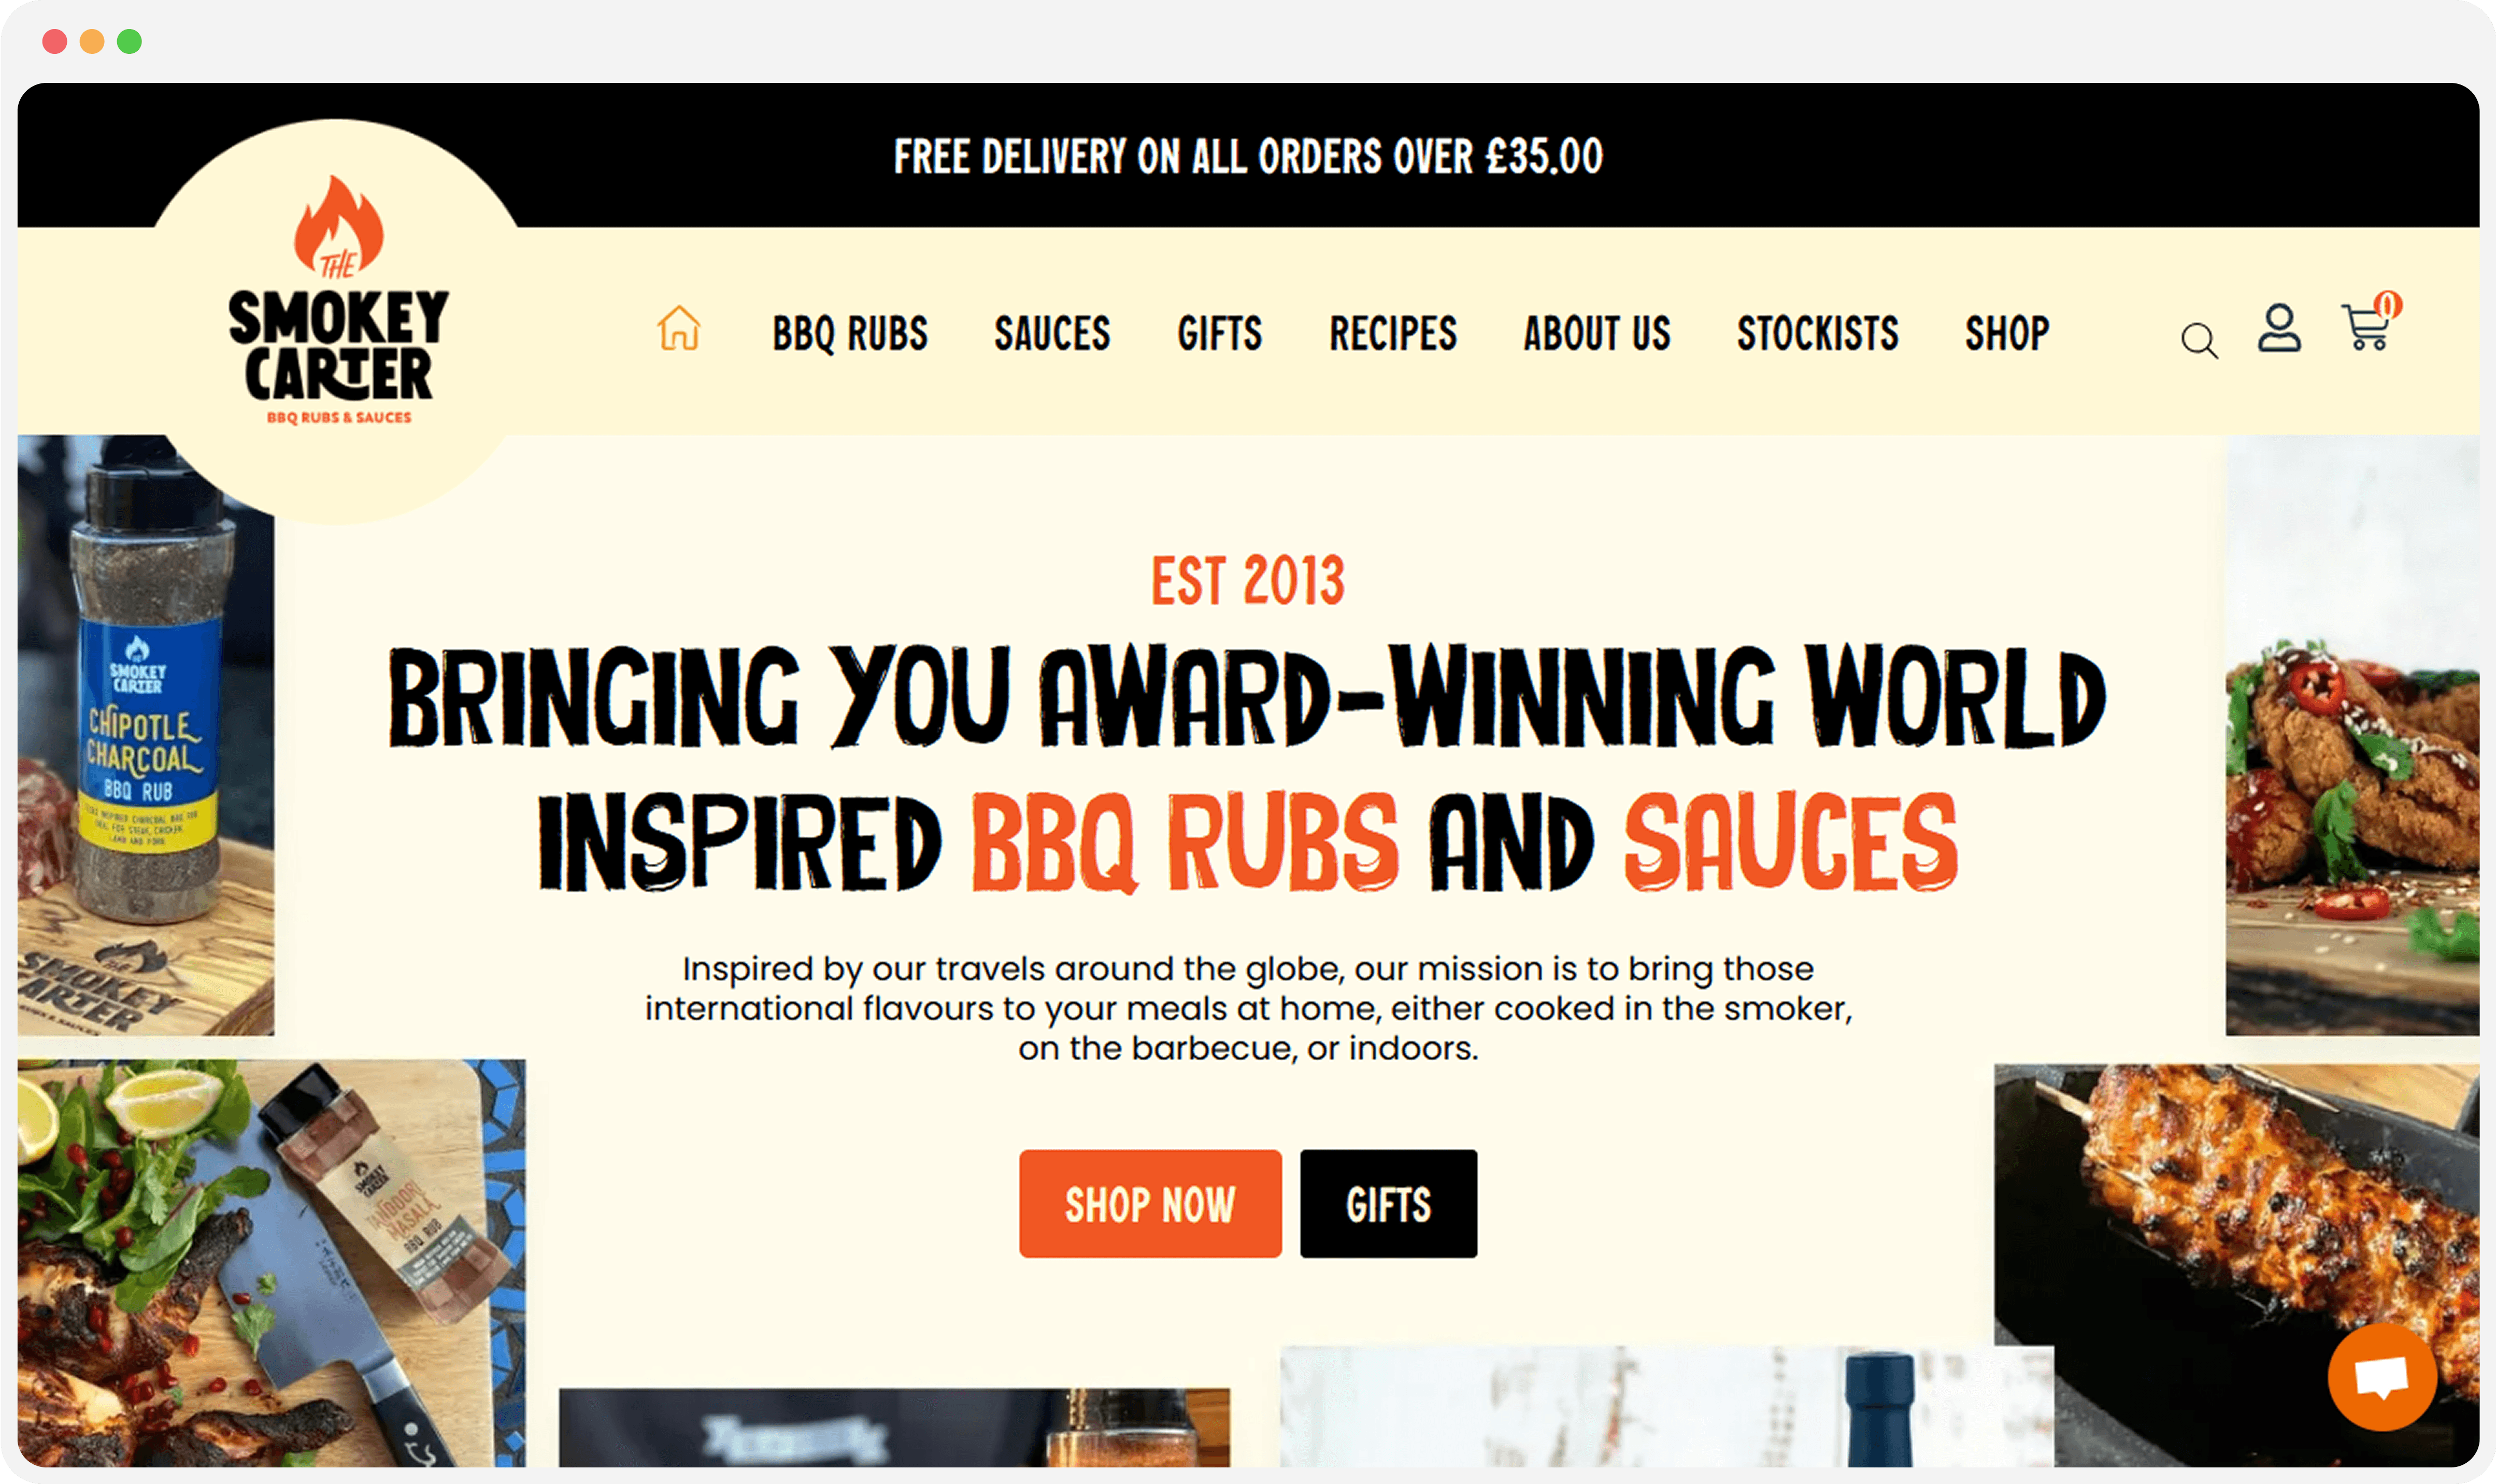 FREE DELIVERY ON ALL ORDERS OVER £35.00
THE
SMOKEY
CARTER
BBQ RUBS & SAUCES
BBQ RUBS SAUCES GIFTS RECIPES ABOUT US STOCKISTS SHOP
0
EST 2013
BRINGING YOU AWARD-WINNING WORLD
INSPIRED BBQ RUBS AND SAUCES
Inspired by our travels around the globe, our mission is to bring those
international flavours to your meals at home, either cooked in the smoker,
on the barbecue, or indoors.
SHOP NOW GIFTS
SMOKEY
CARTER
CHIPOTLE
CHARCOAL
BBQ RUB
THE
SMOKEY
CARTER
SMOKEY
CARTER
TANDOORI
MASALA
BBQ RUB